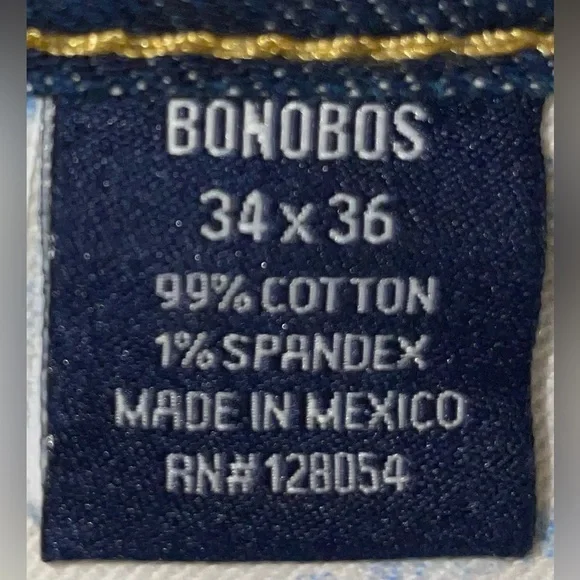 BONOBOS
34 x 36
99% COTTON
1% SPANDEX
MADE IN MEXICO
RN# 128054